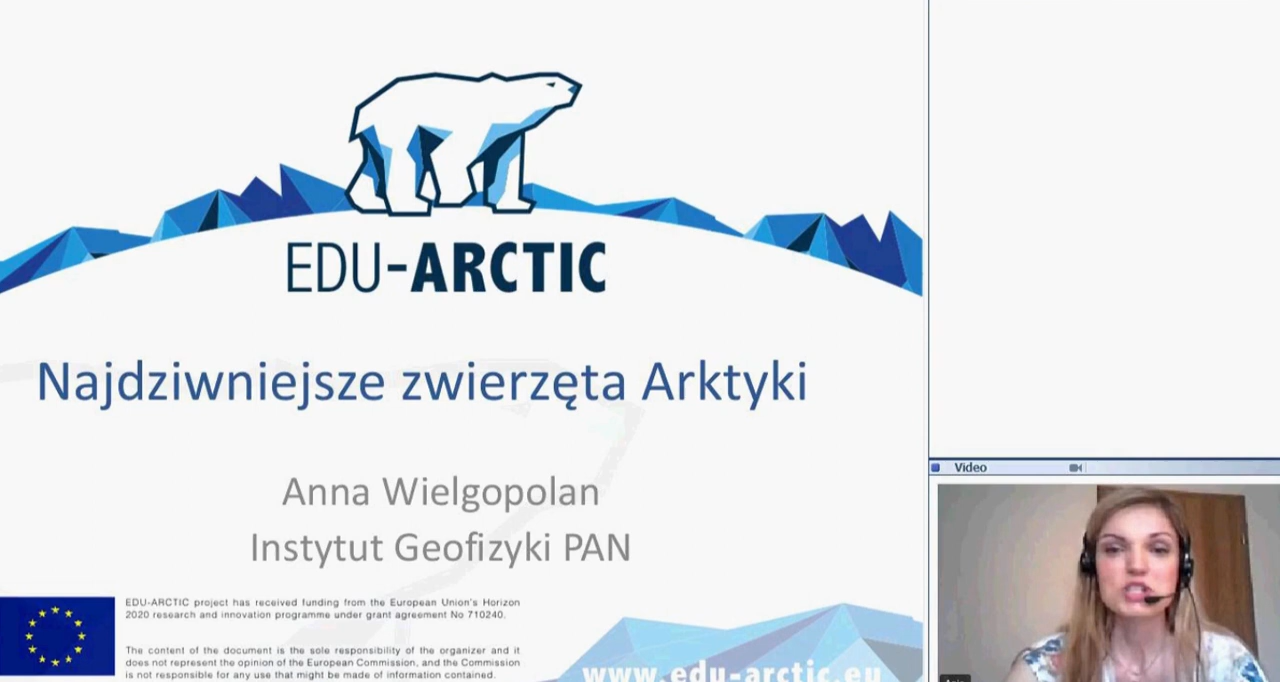 EDU-ARCTIC
Najdziwniejsze zwierzęta Arktyki
Anna Wielgopolan
Instytut Geofizyki PAN
EDU-ARCTIC project has received funding from the European Union's Horizon
2020 research and innovation programme under grant agreement No 710240.
The content of the document is the sole responsibility of the organizer and it
does not represent the opinion of the European Commission, and the Commission
is not responsible for any use that might be made of information contained.
www.edu-arctic.eu
Video